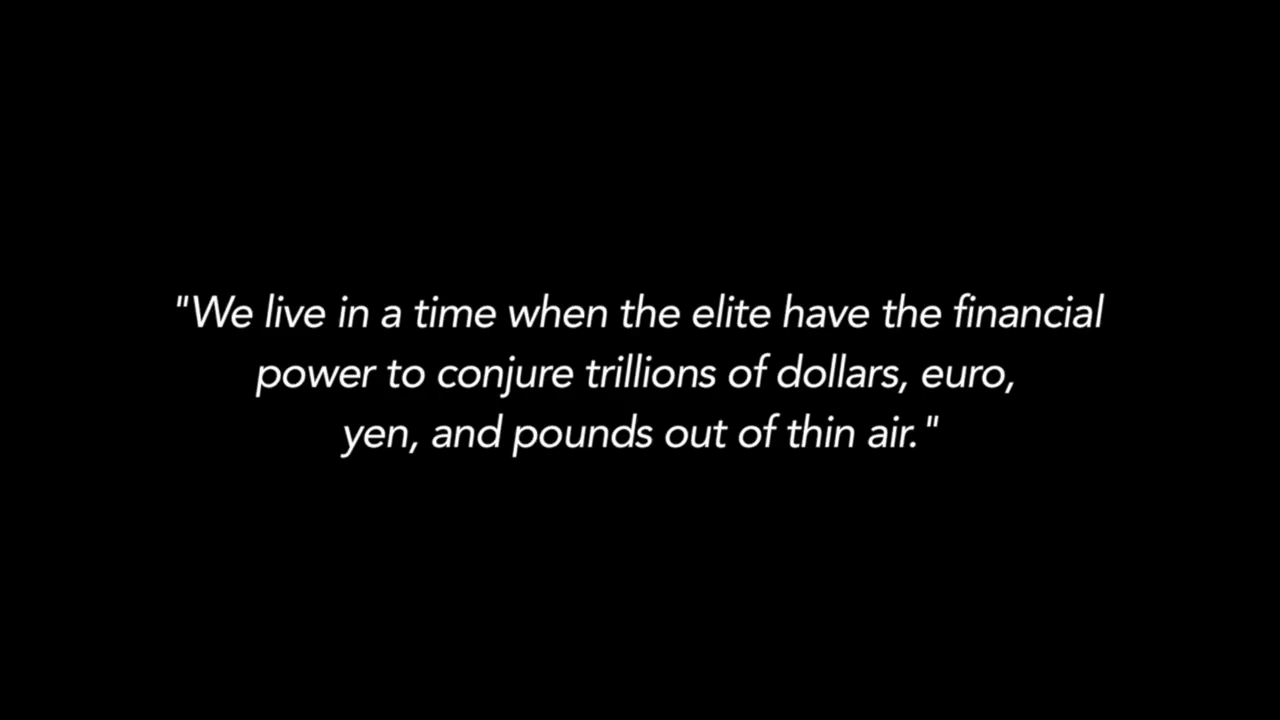 "We live in a time when the elite have the financial
power to conjure trillions of dollars, euro,
yen, and pounds out of thin air."